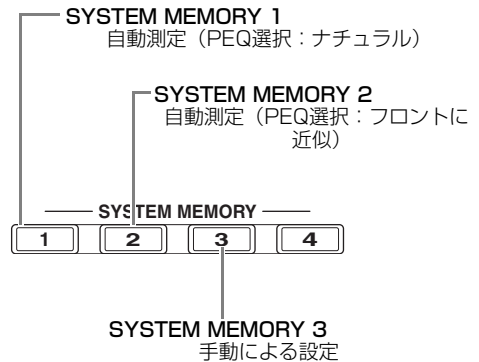 SYSTEM MEMORY 1
自動測定（PEQ選択：ナチュラル）
SYSTEM MEMORY 2
自動測定（PEQ選択：フロントに
近似）
SYSTEM MEMORY
1 2 3 4
SYSTEM MEMORY 3
手動による設定